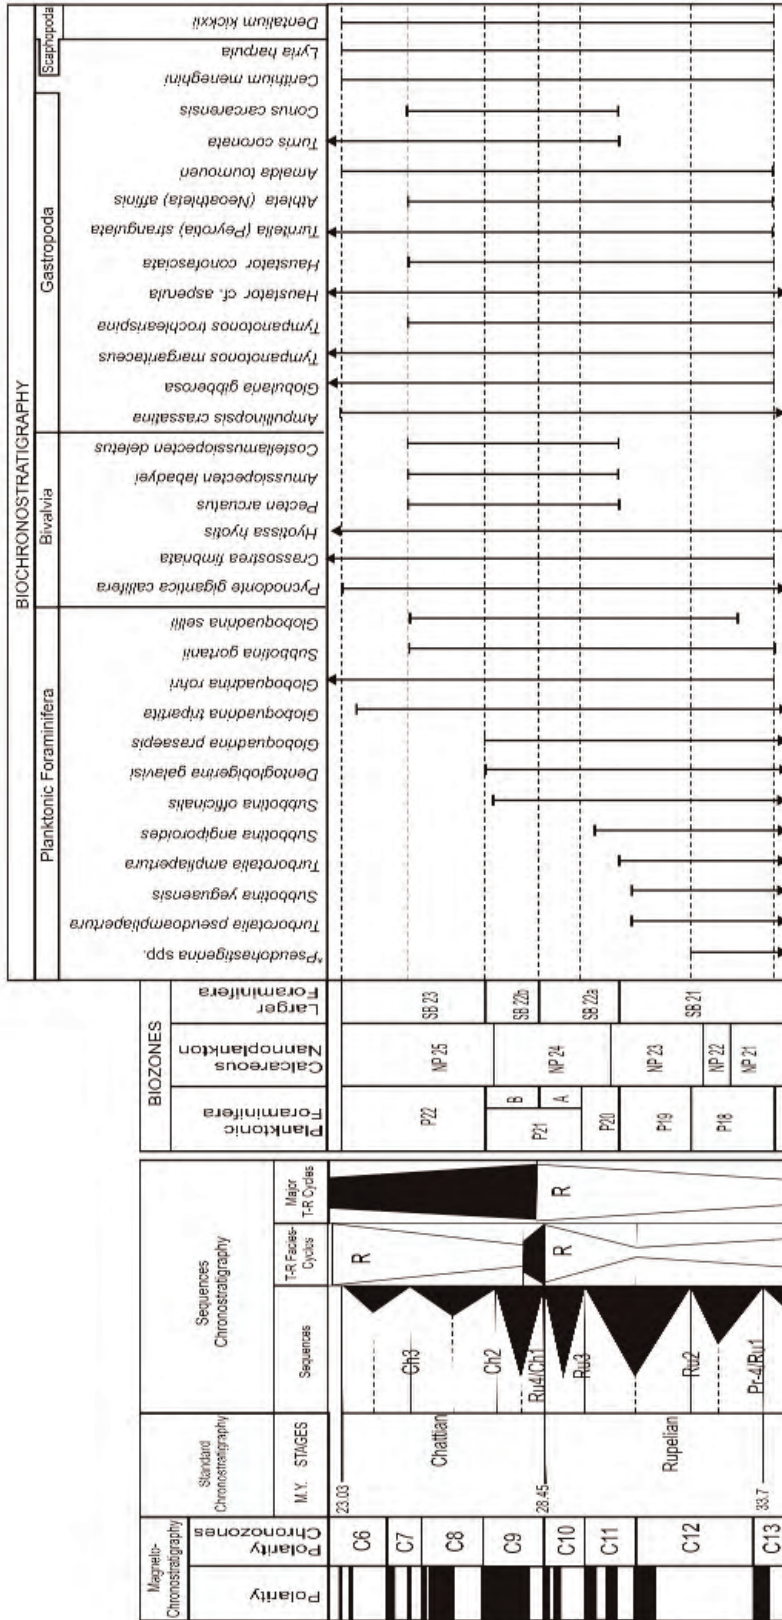 BIOCHRONOSTRATIGRAPHY
Planktonic Foraminifera
Bivalvia
Gastropoda
Scaphopoda
*Pseudohastigerina spp.
Turborotalia pseudoampliapertura
Subbotina yeguaensis
Turborotalia ampliapertura
Subbotina angiporoides
Subbotina officinalis
Dentoglobigerina galavisi
Globoquadrina prasaepis
Globoquadrina tripartita
Globoquadrina rohri
Subbotina gortanii
Globoquadrina sellii
Pycnodonte gigantica callifera
Crassostrea fimbriata
Hyotissa hyotis
Pecten arcuatus
Amussiopecten labadyei
Costellamussiopecten deletus
Ampullinopsis crassatina
Globularia gibberosa
Tympanotonos margaritaceus
Tympanotonos trochlearispina
Haustator cf. asperula
Haustator conofasciata
Turritella (Peyrotia) strangulata
Athleta (Neoathleta) affinis
Amalda tournoueri
Turris coronata
Conus carcarensis
Cerithium meneghini
Lyria harpula
Dentalium kickxii
BIOZONES
Larger
Foraminifera
SB 23
SB 22b
SB 22a
SB 21
Calcareous
Nannoplankton
NP 25
NP 24
NP 23
NP 22
NP 21
Planktonic
Foraminifera
P22
B
A
P21
P20
P19
P18
Sequences
Chronostratigraphy
Major
T-R Cycles
R
T-R Facies-
Cycles
R
R
Sequences
Ch3
Ch2
Ru4/Ch1
Ru3
Ru2
Pr-4/Ru1
Standard
Chronostratigraphy
M.Y. STAGES
Chattian
Rupelian
23.03
28.45
33.7
Magneto-
Chronostratigraphy
Polarity
Chronozones
C6
C7
C8
C9
C10
C11
C12
C13
Polarity